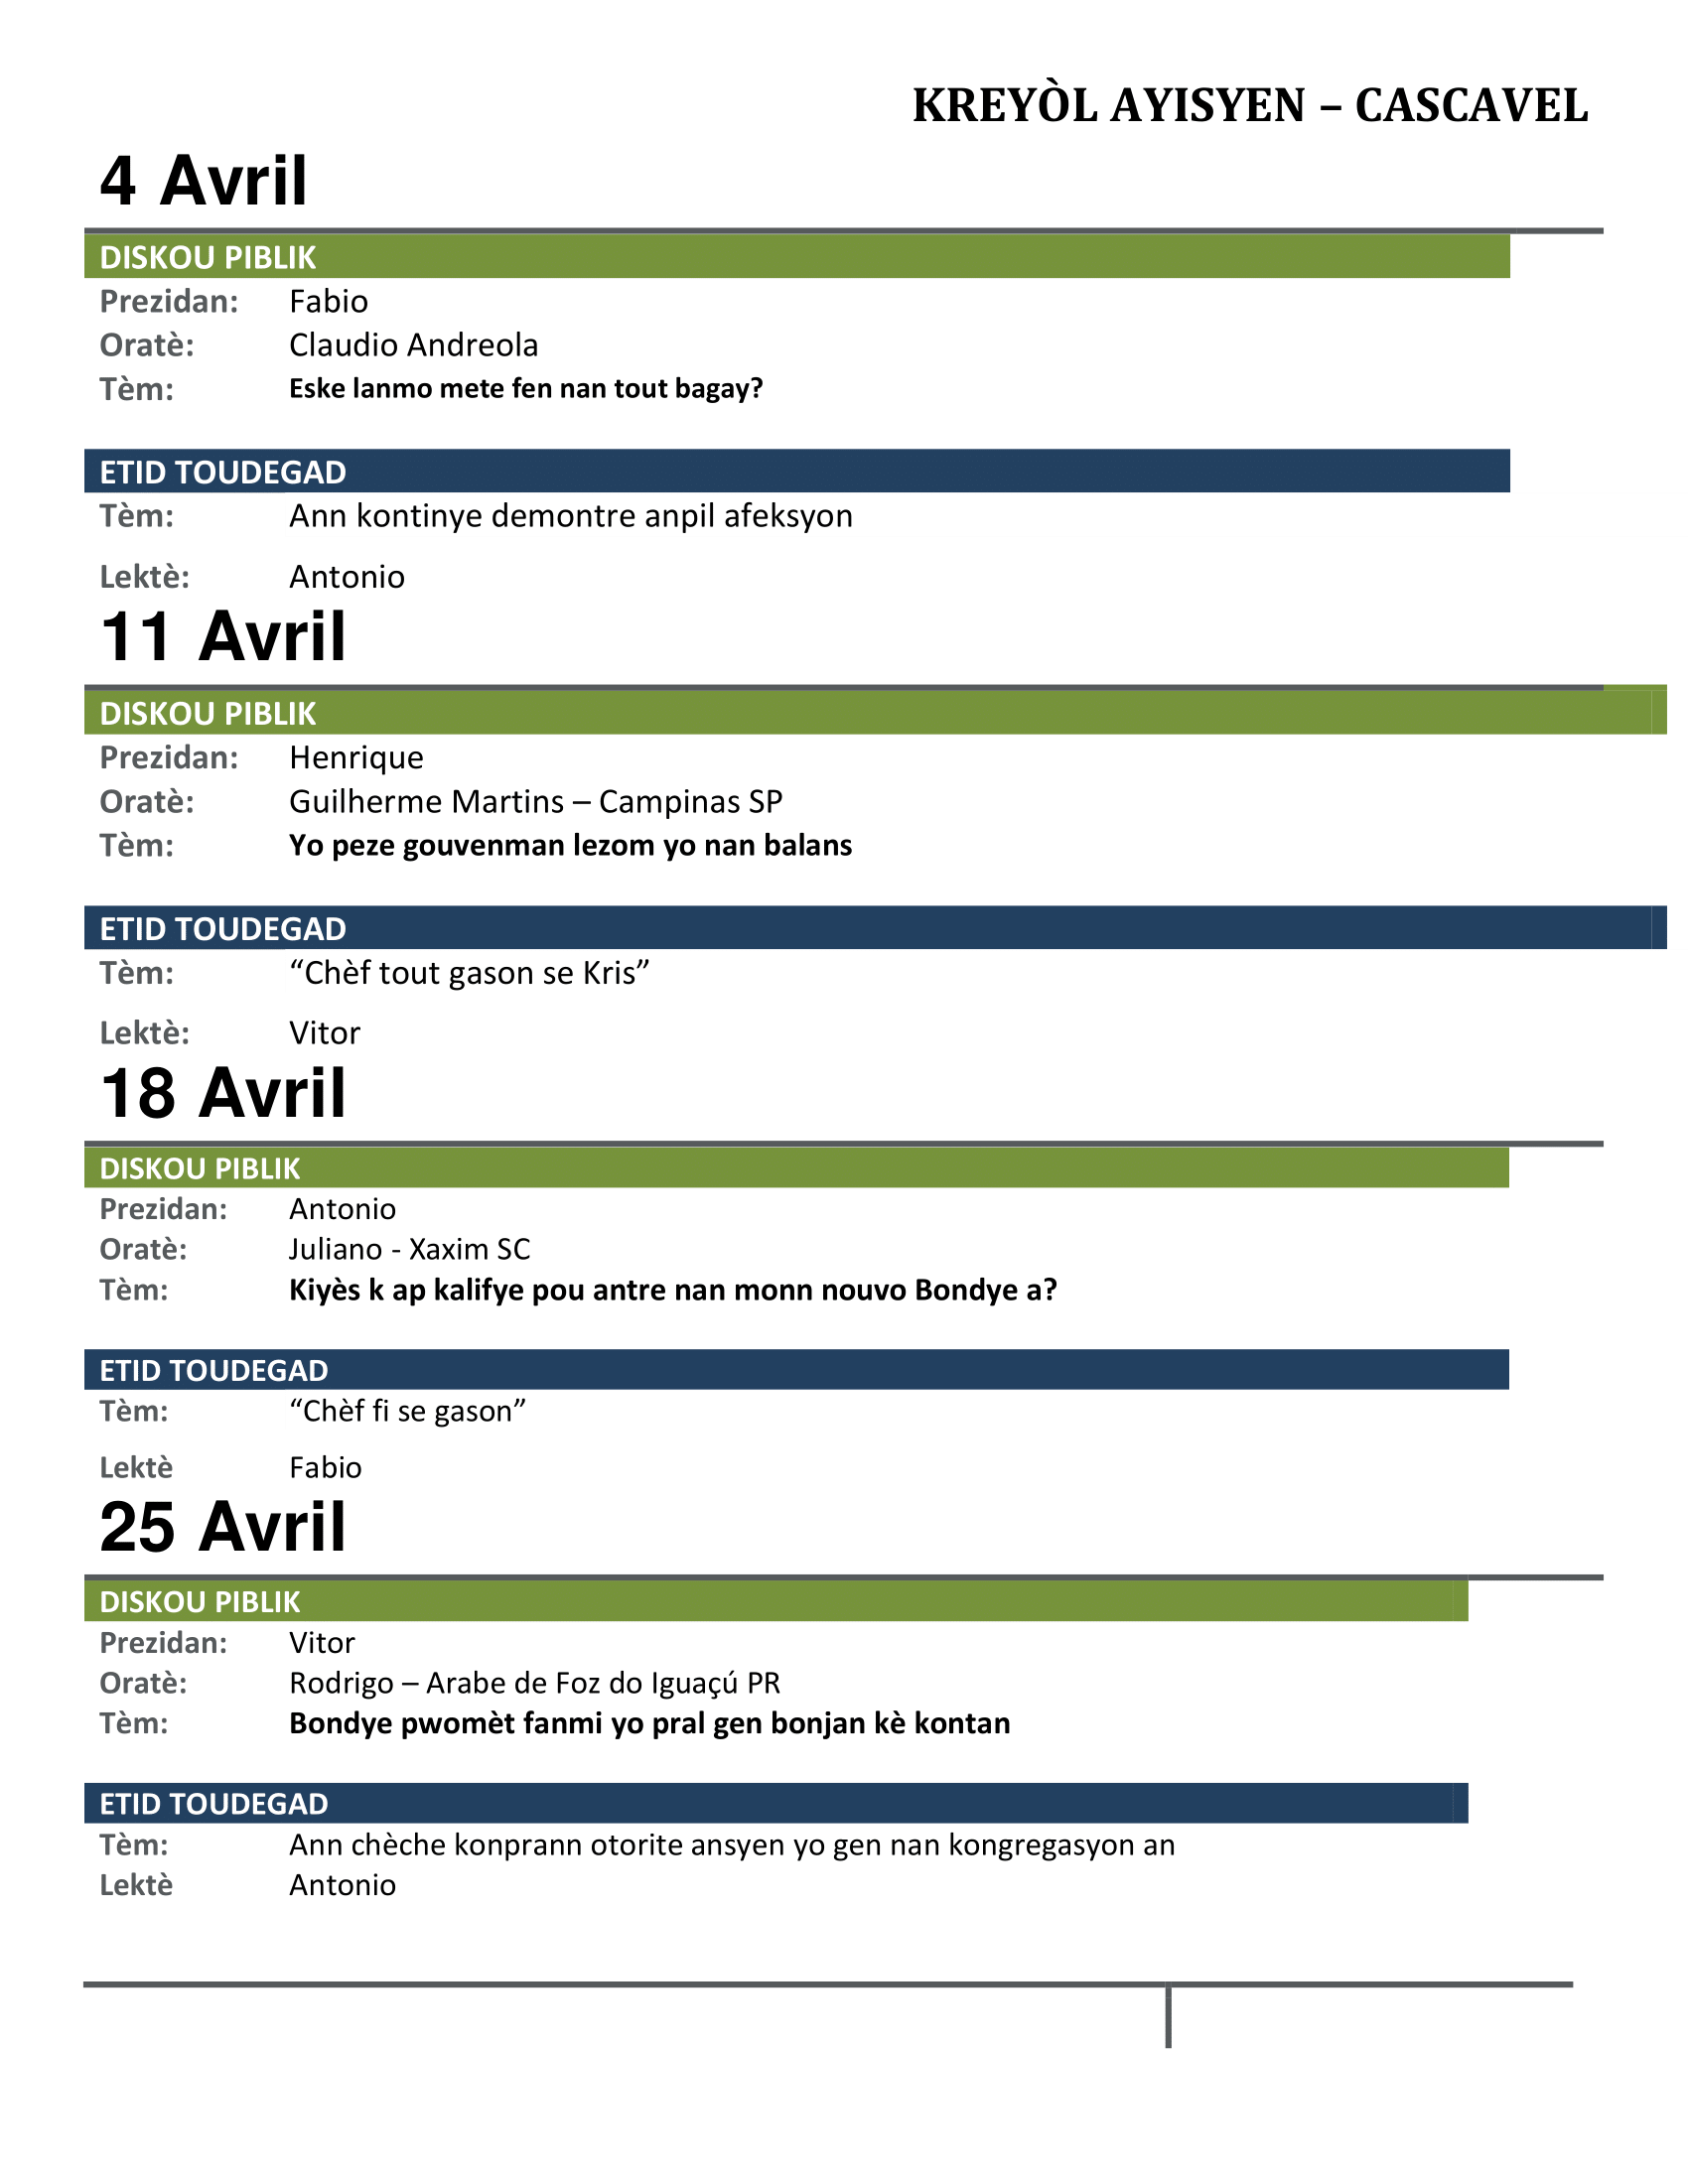 KREYÒL AYISYEN – CASCAVEL
4 Avril
DISKOU PIBLIK
Prezidan: Fabio
Oratè: Claudio Andreola
Tèm: Eske lanmo mete fen nan tout bagay?
ETID TOUDEGAD
Tèm: Ann kontinye demontre anpil afeksyon
Lektè: Antonio
11 Avril
DISKOU PIBLIK
Prezidan: Henrique
Oratè: Guilherme Martins – Campinas SP
Tèm: Yo peze gouvenman lezom yo nan balans
ETID TOUDEGAD
Tèm: “Chèf tout gason se Kris”
Lektè: Vitor
18 Avril
DISKOU PIBLIK
Prezidan: Antonio
Oratè: Juliano - Xaxim SC
Tèm: Kiyès k ap kalifye pou antre nan monn nouvo Bondye a?
ETID TOUDEGAD
Tèm: “Chèf fi se gason”
Lektè Fabio
25 Avril
DISKOU PIBLIK
Prezidan: Vitor
Oratè: Rodrigo – Arabe de Foz do Iguaçú PR
Tèm: Bondye pwomèt fanmi yo pral gen bonjan kè kontan
ETID TOUDEGAD
Tèm: Ann chèche konprann otorite ansyen yo gen nan kongregasyon an
Lektè Antonio